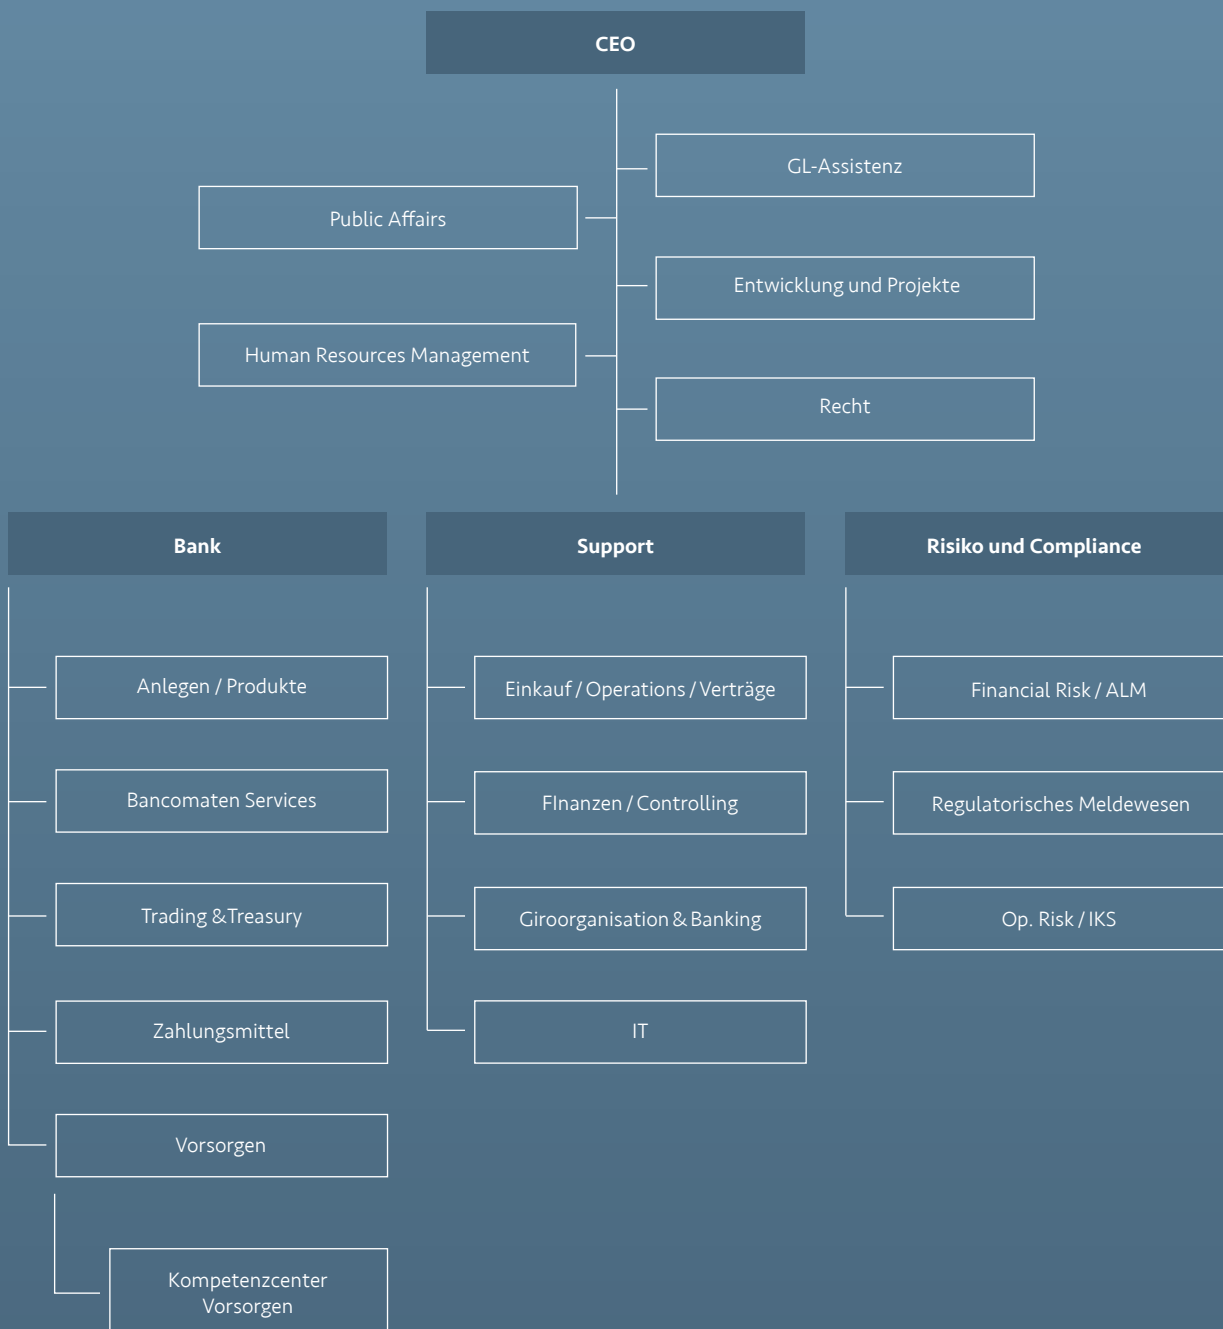 CEO
GL-Assistenz
Public Affairs
Entwicklung und Projekte
Human Resources Management
Recht
Bank
Support
Risiko und Compliance
Anlegen / Produkte
Einkauf / Operations / Verträge
Financial Risk / ALM
Bancomaten Services
FInanzen / Controlling
Regulatorisches Meldewesen
Trading &Treasury
Giroorganisation & Banking
Op. Risk / IKS
Zahlungsmittel
IT
Vorsorgen
Kompetenzcenter
Vorsorgen